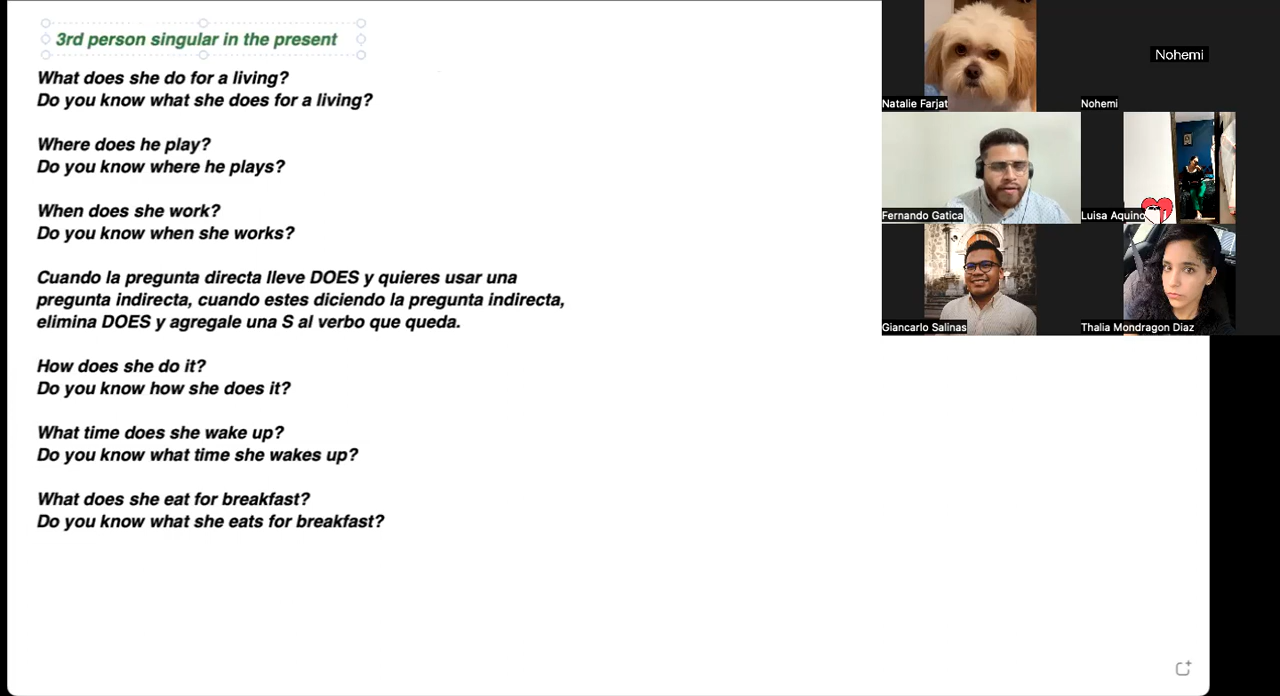 3rd person singular in the present
What does she do for a living?
Do you know what she does for a living?
Where does he play?
Do you know where he plays?
When does she work?
Do you know when she works?
Cuando la pregunta directa lleve DOES y quieres usar una
pregunta indirecta, cuando estes diciendo la pregunta indirecta,
elimina DOES y agregale una S al verbo que queda.
How does she do it?
Do you know how she does it?
What time does she wake up?
Do you know what time she wakes up?
What does she eat for breakfast?
Do you know what she eats for breakfast?
Nohemi
Natalie Farjat
Nohemi
Fernando Gatica
Luisa Aquino
Giancarlo Salinas
Thalia Mondragon Diaz